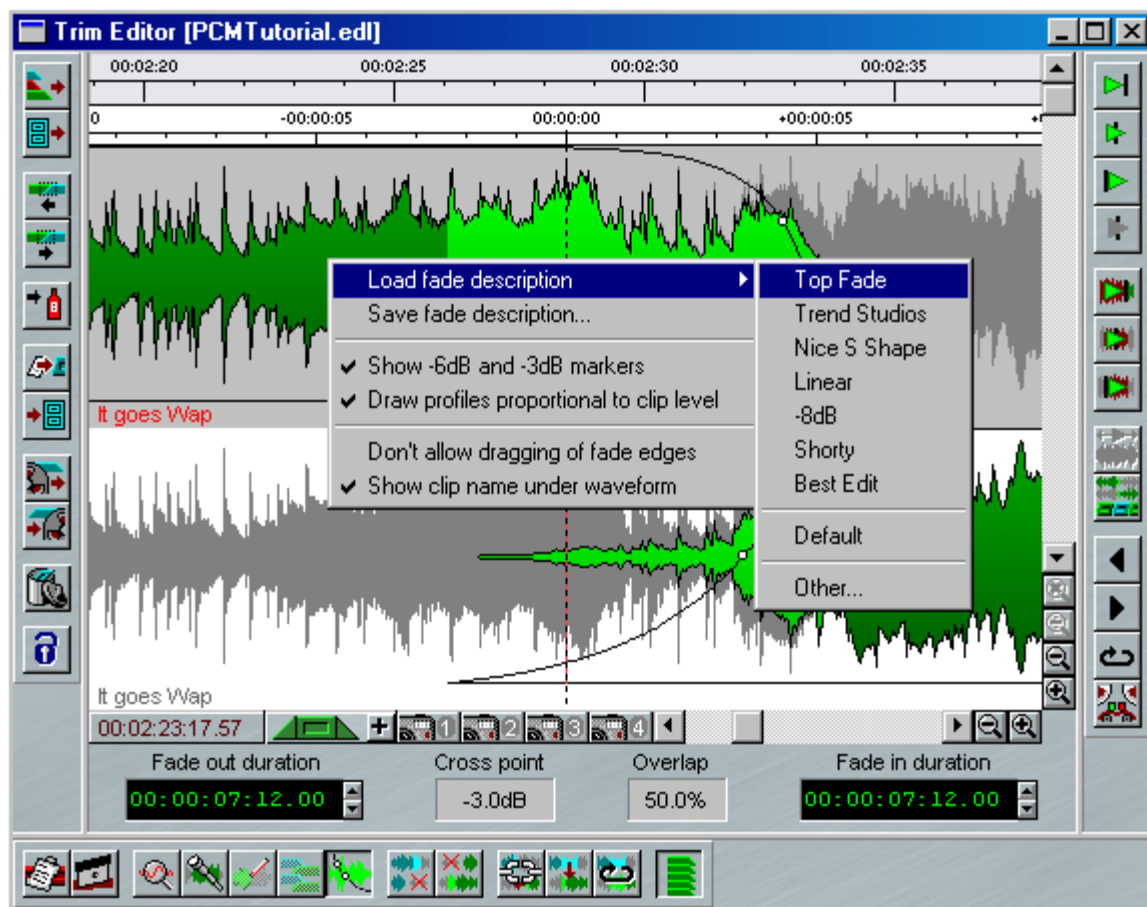 Trim Editor [PCMTutorial.edl]
00:02:20 00:02:25 00:02:30 00:02:35
0 -00:00:05 00:00:00 +00:00:05
Load fade description
Save fade description...
Show -6dB and -3dB markers
Draw profiles proportional to clip level
Don't allow dragging of fade edges
Show clip name under waveform
Top Fade
Trend Studios
Nice S Shape
Linear
-8dB
Shorty
Best Edit
Default
Other...
It goes Wap
It goes Wap
00:02:23:17.57 1 2 3 4
Fade out duration Cross point Overlap Fade in duration
00:00:07:12.00 -3.0dB 50.0% 00:00:07:12.00